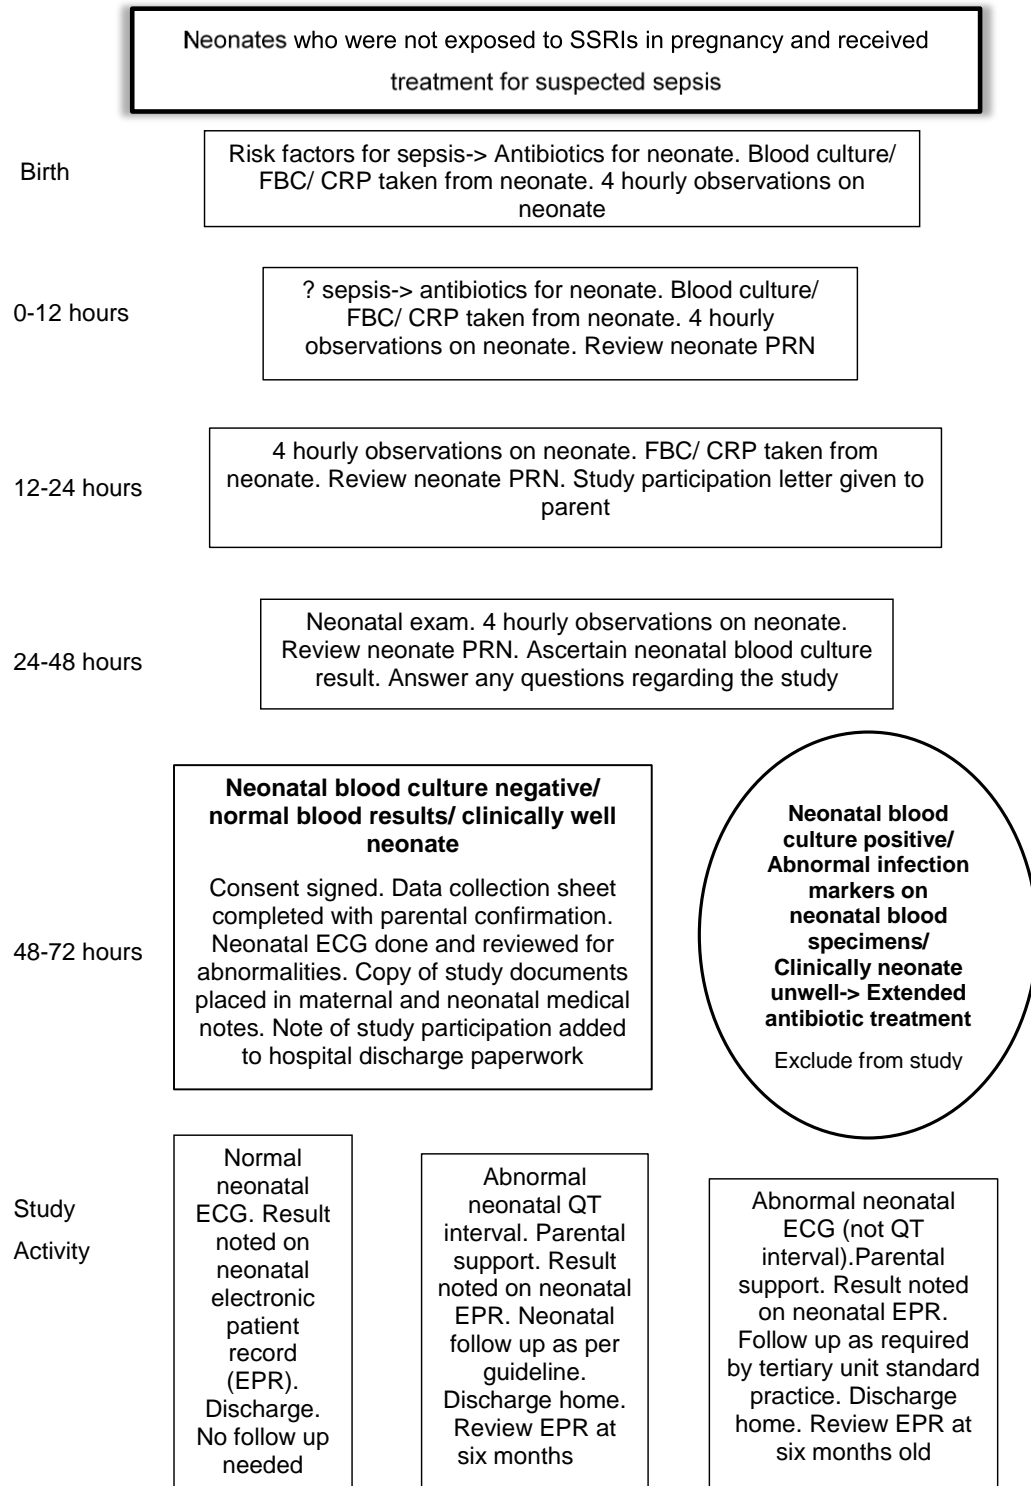 Neonates who were not exposed to SSRIs in pregnancy and received
treatment for suspected sepsis
Birth
Risk factors for sepsis-> Antibiotics for neonate. Blood culture/
FBC/ CRP taken from neonate. 4 hourly observations on
neonate
0-12 hours
? sepsis-> antibiotics for neonate. Blood culture/
FBC/ CRP taken from neonate. 4 hourly
observations on neonate. Review neonate PRN
12-24 hours
4 hourly observations on neonate. FBC/ CRP taken from
neonate. Review neonate PRN. Study participation letter given to
parent
24-48 hours
Neonatal exam. 4 hourly observations on neonate.
Review neonate PRN. Ascertain neonatal blood culture
result. Answer any questions regarding the study
48-72 hours
Neonatal blood culture negative/
normal blood results/ clinically well
neonate
Consent signed. Data collection sheet
completed with parental confirmation.
Neonatal ECG done and reviewed for
abnormalities. Copy of study documents
placed in maternal and neonatal medical
notes. Note of study participation added
to hospital discharge paperwork
Neonatal blood
culture positive/
Abnormal infection
markers on
neonatal blood
specimens/
Clinically neonate
unwell-> Extended
antibiotic treatment
Exclude from study
Study
Activity
Normal
neonatal
ECG. Result
noted on
neonatal
electronic
patient
record
(EPR).
Discharge.
No follow up
needed
Abnormal
neonatal QT
interval. Parental
support. Result
noted on neonatal
EPR. Neonatal
follow up as per
guideline.
Discharge home.
Review EPR at
six months
Abnormal neonatal
ECG (not QT
interval).Parental
support. Result noted
on neonatal EPR.
Follow up as required
by tertiary unit standard
practice. Discharge
home. Review EPR at
six months old